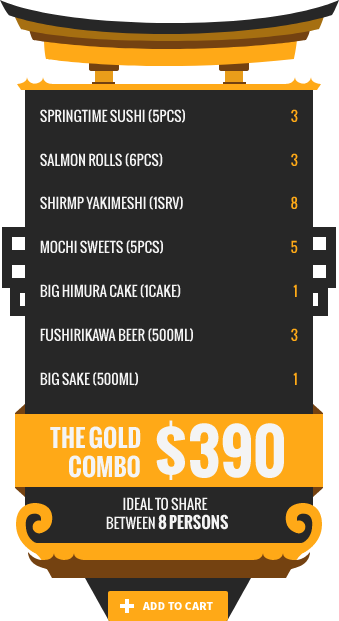 SPRINGTIME SUSHI (5PCS) 3
SALMON ROLLS (6PCS) 3
SHIRMP YAKIMESHI (1SRV) 8
MOCHI SWEETS (5PCS) 5
BIG HIMURA CAKE (1CAKE) 1
FUSHIRIKAWA BEER (500ML) 3
BIG SAKE (500ML) 1
THE GOLD
COMBO
$390
IDEAL TO SHARE
BETWEEN 8 PERSONS
ADD TO CART